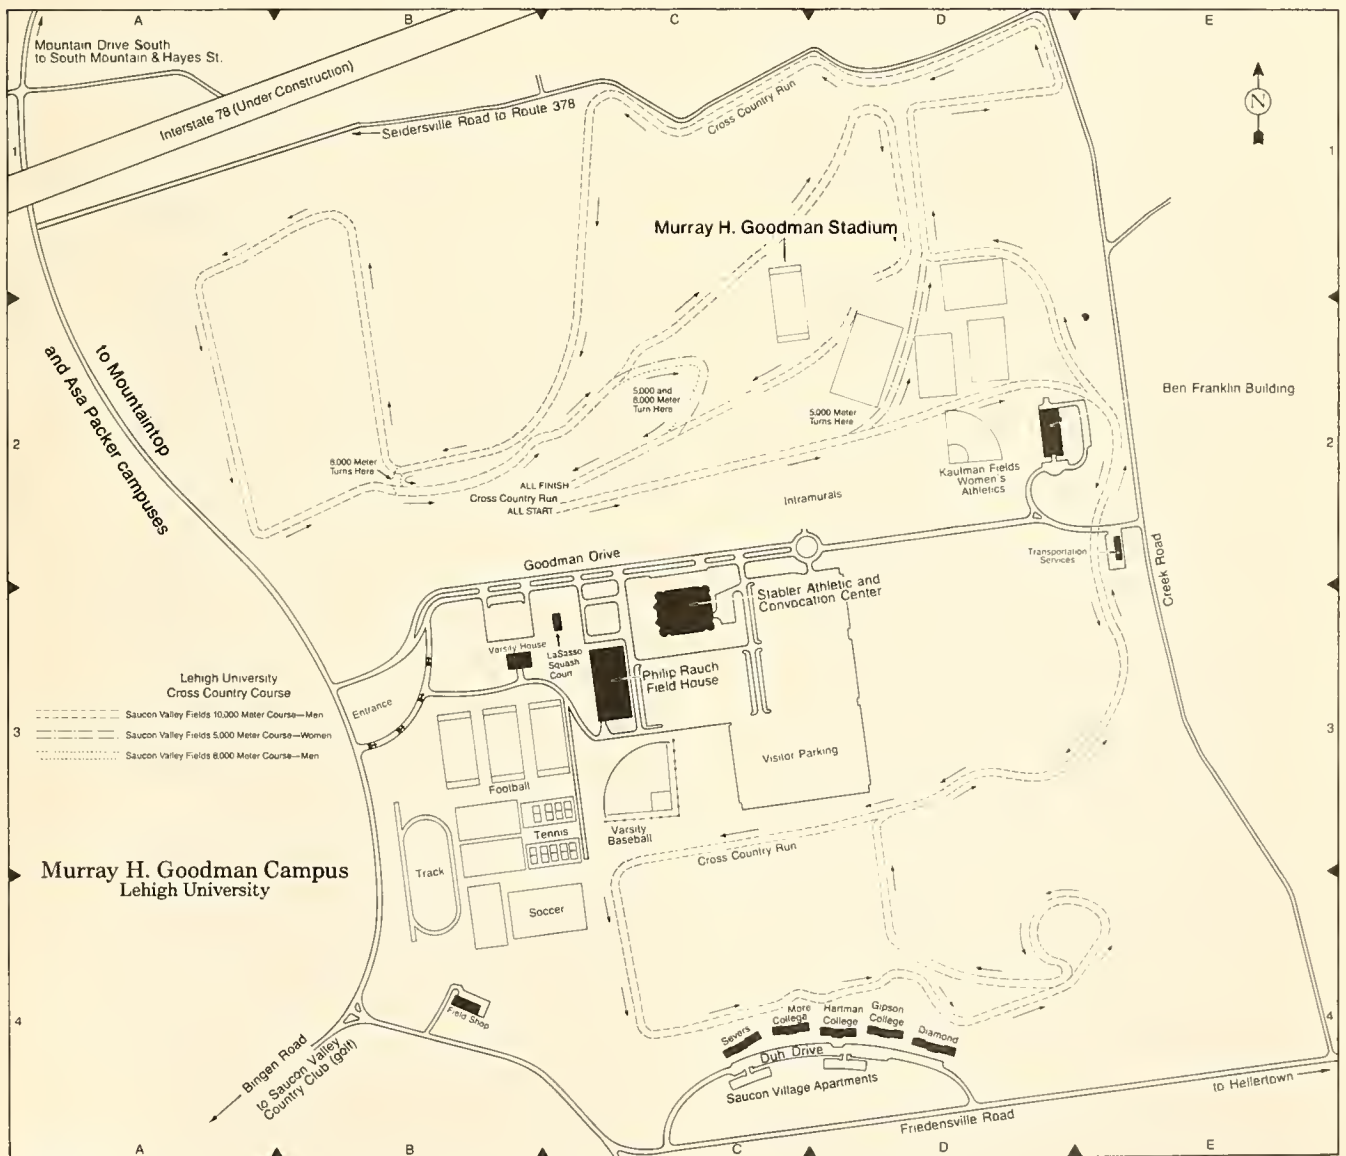 A
B
C
D
E
Mountain Drive South
to South Mountain & Hayes St.
Interstate 78 (Under Construction)
Seidersville Road to Route 378
Cross Country Run
N
1
1
Murray H. Goodman Stadium
to Mountaintop
and Asa Packer campuses
5,000 and
8,000 Meter
Turn Here
5,000 Meter
Turns Here
Ben Franklin Building
2
2
8,000 Meter
Turns Here
ALL FINISH
Cross Country Run
ALL START
Intramurals
Kaufman Fields
Women's
Athletics
Goodman Drive
Transportation
Services
Creek Road
Stabler Athletic and
Convocation Center
Varsity House
LaSasso
Squash
Court
Philip Rauch
Field House
Lehigh University
Cross Country Course
Saucon Valley Fields 10,000 Meter Course—Men
Saucon Valley Fields 5,000 Meter Course—Women
Saucon Valley Fields 8,000 Meter Course—Men
Entrance
3
3
Visitor Parking
Football
Tennis
Varsity
Baseball
Cross Country Run
Murray H. Goodman Campus
Lehigh University
Track
Soccer
4
4
Field Shop
Severs
More
College
Hartman
College
Gipson
College
Diamond
Duh Drive
Saucon Village Apartments
Bingen Road
to Saucon Valley
Country Club (golf)
Friedensville Road
to Hellertown
A
B
C
D
E